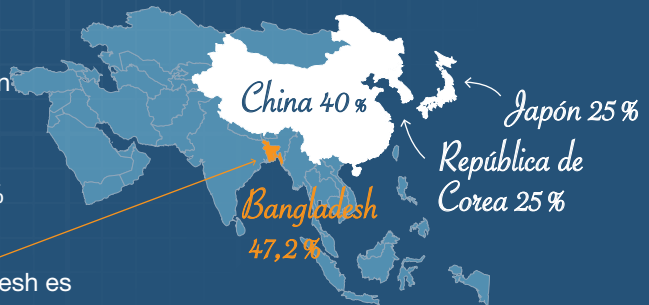 n
China 40 %
Japón 25 %
República de
Corea 25 %
%
Bangladesh
47,2 %
esh es